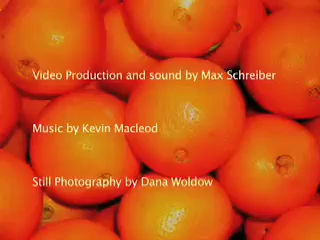 Video Production and sound by Max Schreiber
Music by Kevin Macleod
Still Photography by Dana Woldow